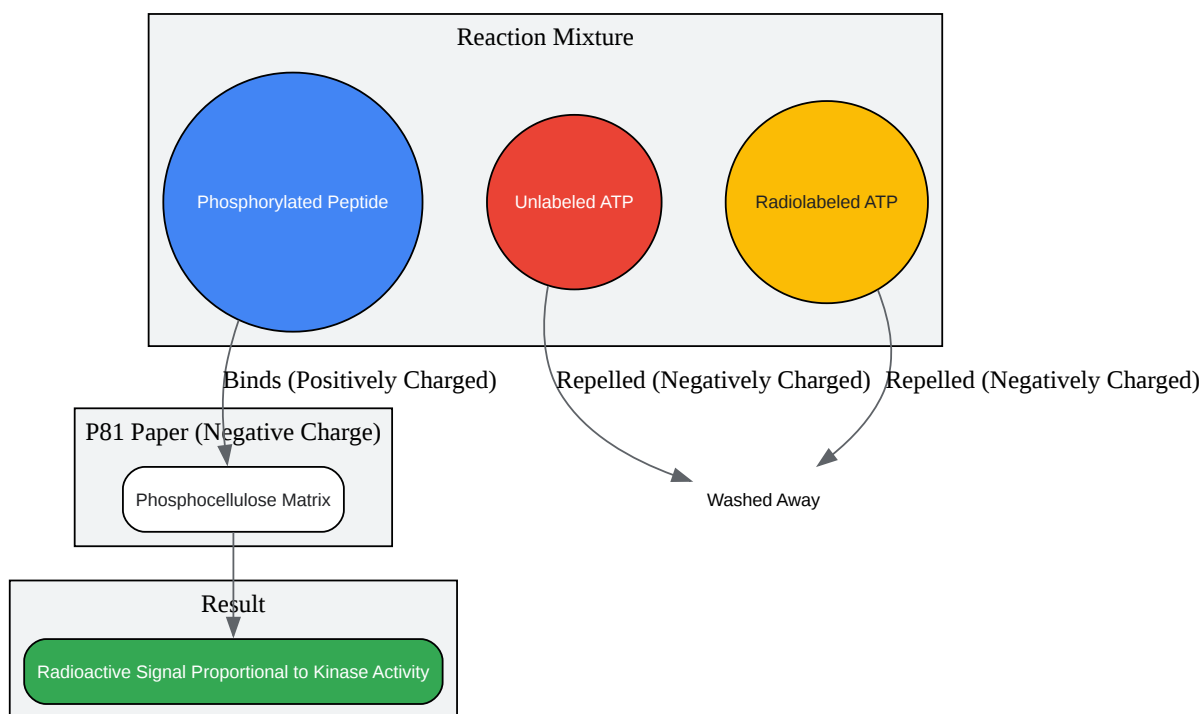 Reaction Mixture
Phosphorylated Peptide
Unlabeled ATP
Radiolabeled ATP
Binds (Positively Charged)
Repelled (Negatively Charged)
Repelled (Negatively Charged)
P81 Paper (Negative Charge)
Phosphocellulose Matrix
Washed Away
Result
Radioactive Signal Proportional to Kinase Activity